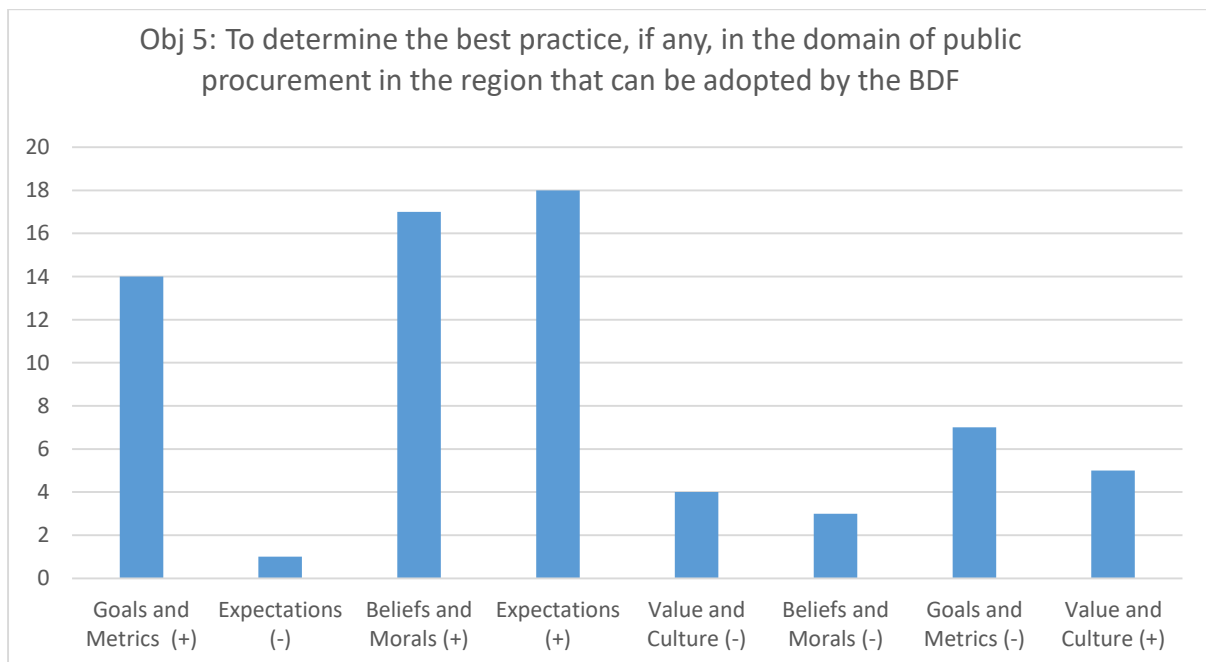 Obj 5: To determine the best practice, if any, in the domain of public
procurement in the region that can be adopted by the BDF
20
18
16
14
12
10
8
6
4
2
0
Goals and
Metrics (+)
Expectations
(-)
Beliefs and
Morals (+)
Expectations
(+)
Value and
Culture (-)
Beliefs and
Morals (-)
Goals and
Metrics (-)
Value and
Culture (+)